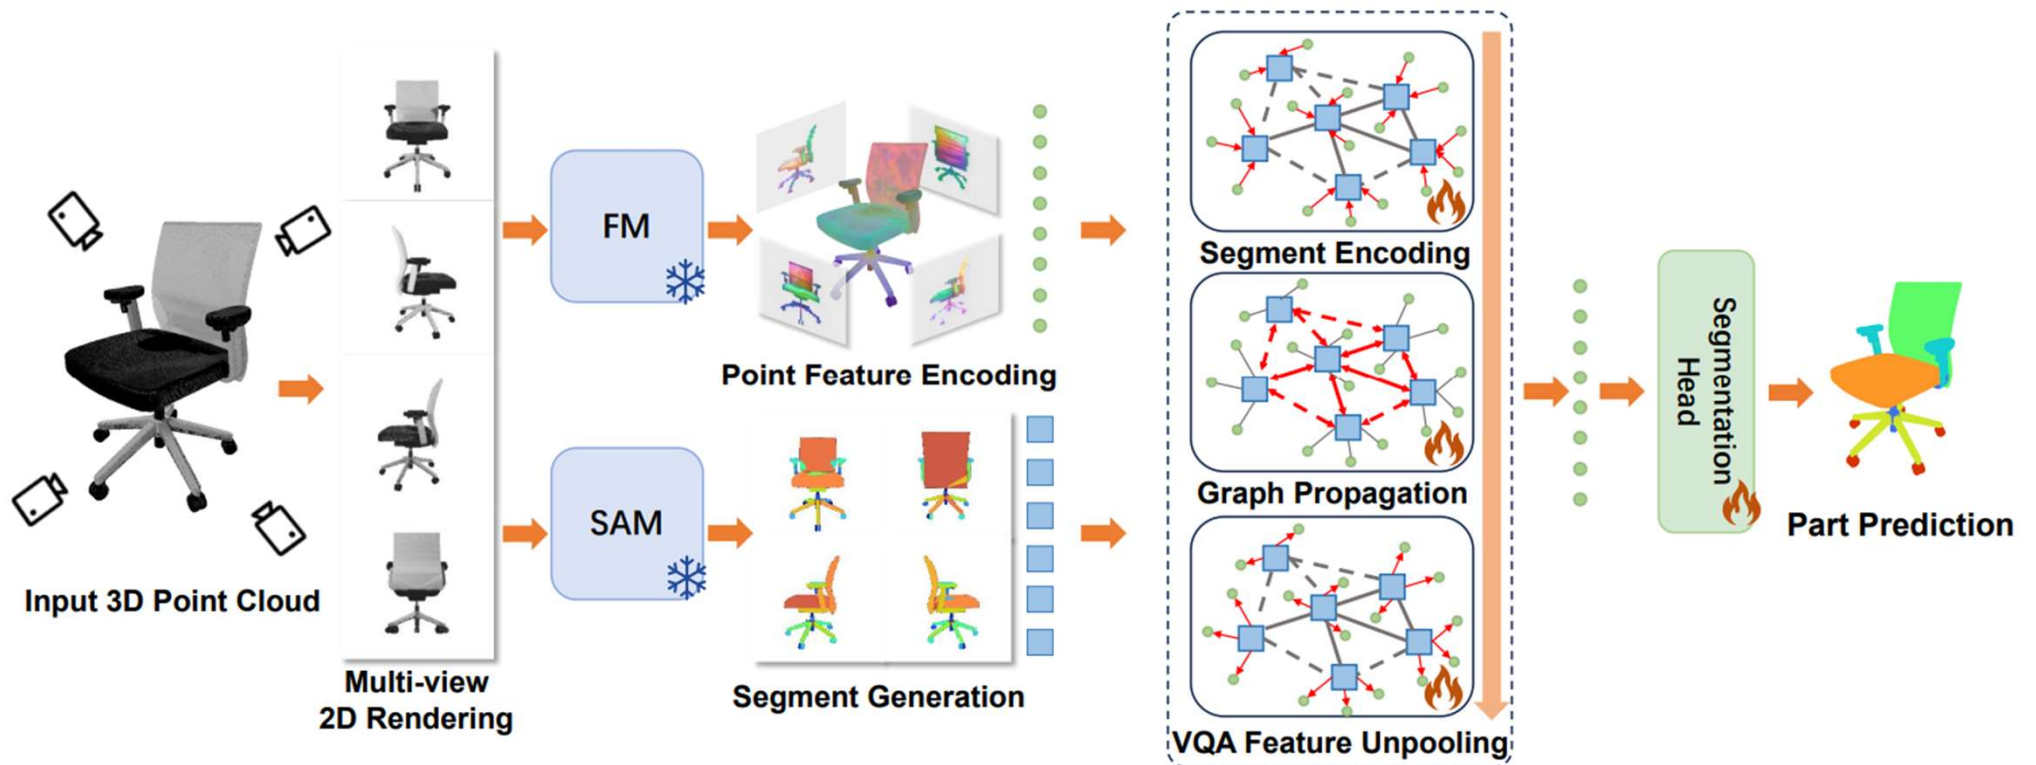 Input 3D Point Cloud
Multi-view
2D Rendering
FM
SAM
Point Feature Encoding
Segment Generation
Segment Encoding
Graph Propagation
VQA Feature Unpooling
Segmentation
Head
Part Prediction